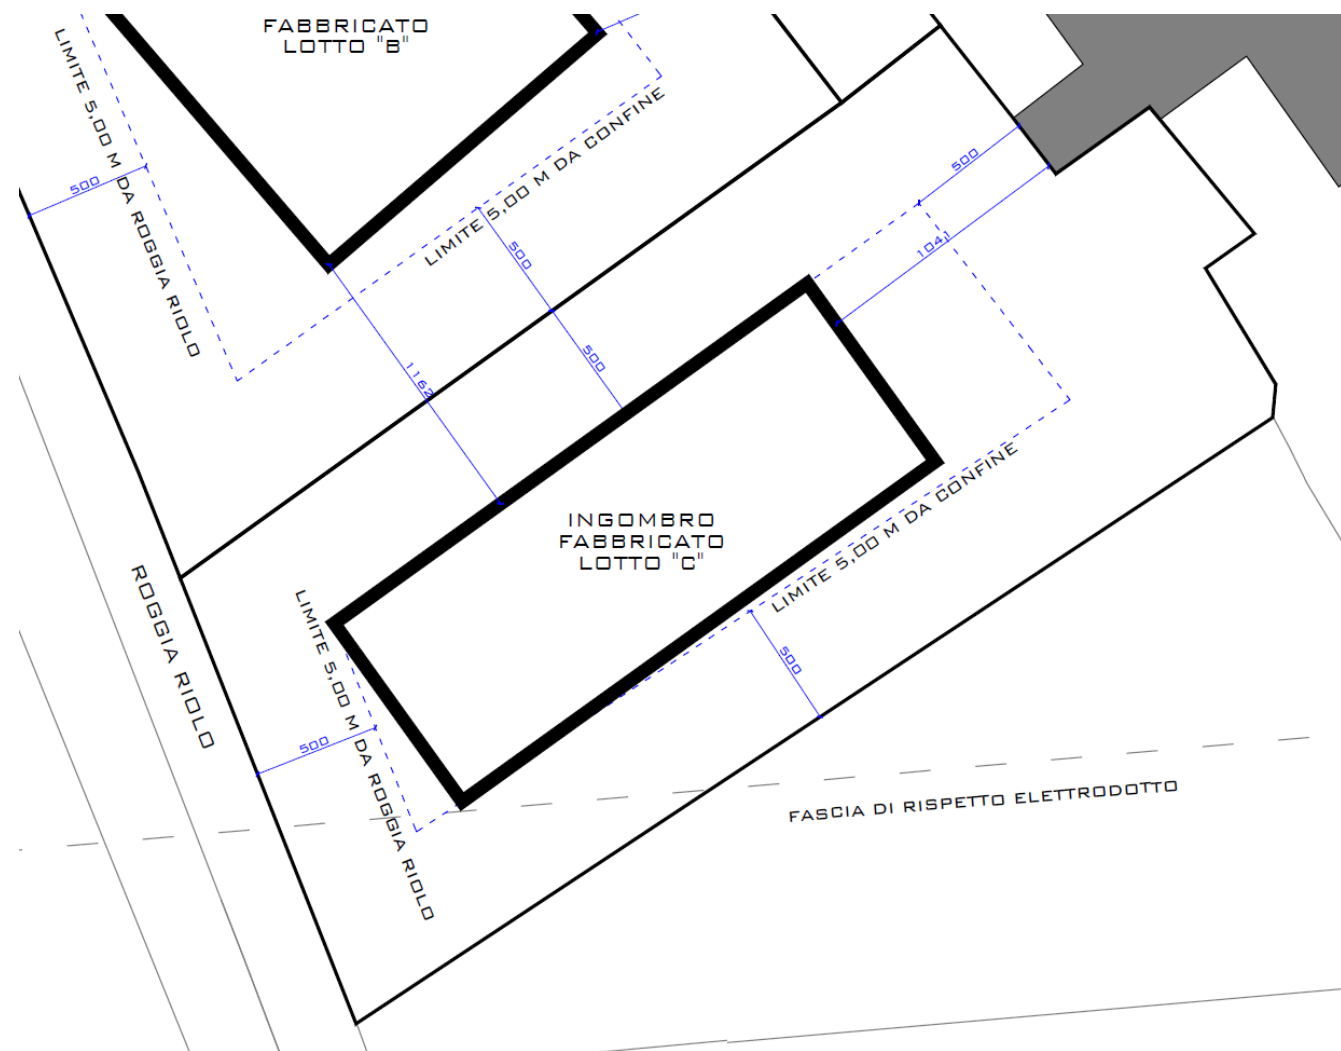 FABBRICATO
LOTTO "B"
LIMITE 5,00 M DA ROGGIA RIOLO
500
LIMITE 5,00 M DA CONFINE
500
500
1162
500
1041
INGOMBRO
FABBRICATO
LOTTO "C"
LIMITE 5,00 M DA CONFINE
500
ROGGIA RIOLO
LIMITE 5,00 M DA ROGGIA RIOLO
500
FASCIA DI RISPETTO ELETTRODOTTO